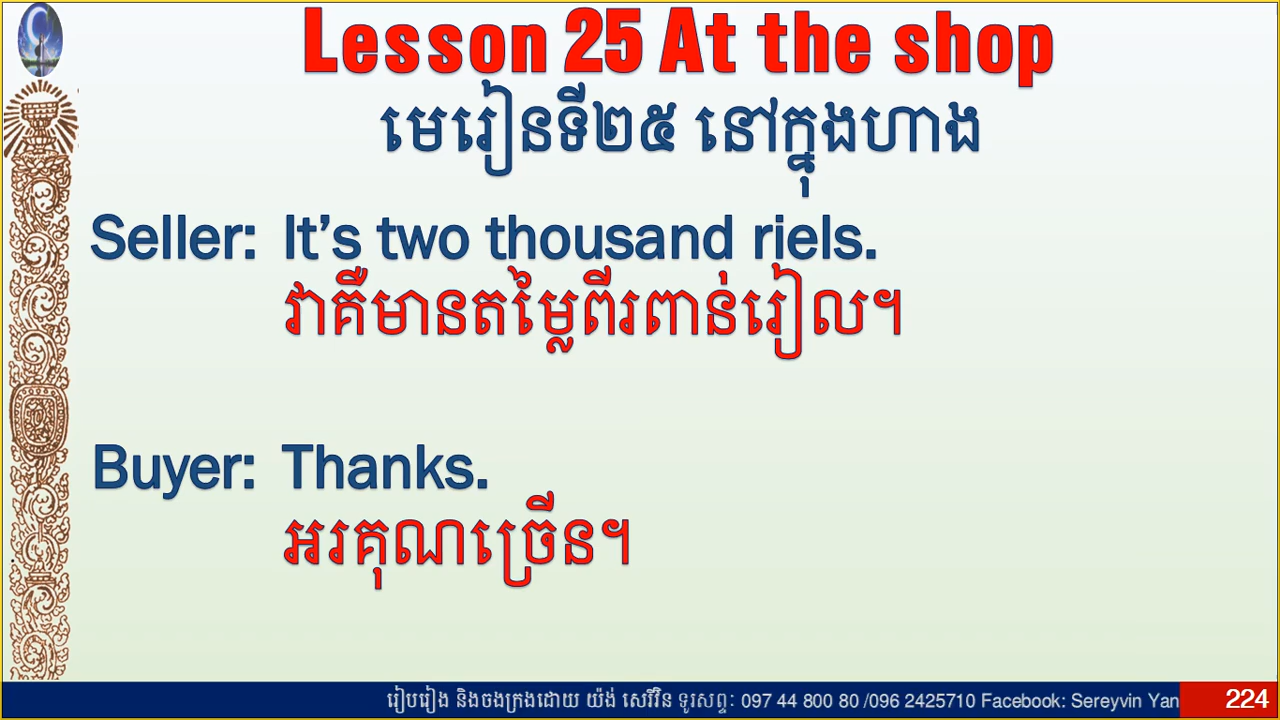 Lesson 25 At the shop
មេរៀនទី២៥ នៅក្នុងហាង
Seller: It’s two thousand riels.
វាគឺមានតម្លៃពីរពាន់រៀល។
Buyer: Thanks.
អរគុណច្រើន។
រៀបរៀង និងចងក្រងដោយ យ៉ង់ សេរីវិន ទូរសព្ទៈ 097 44 800 80 /096 2425710 Facebook: Sereyvin Yan
224